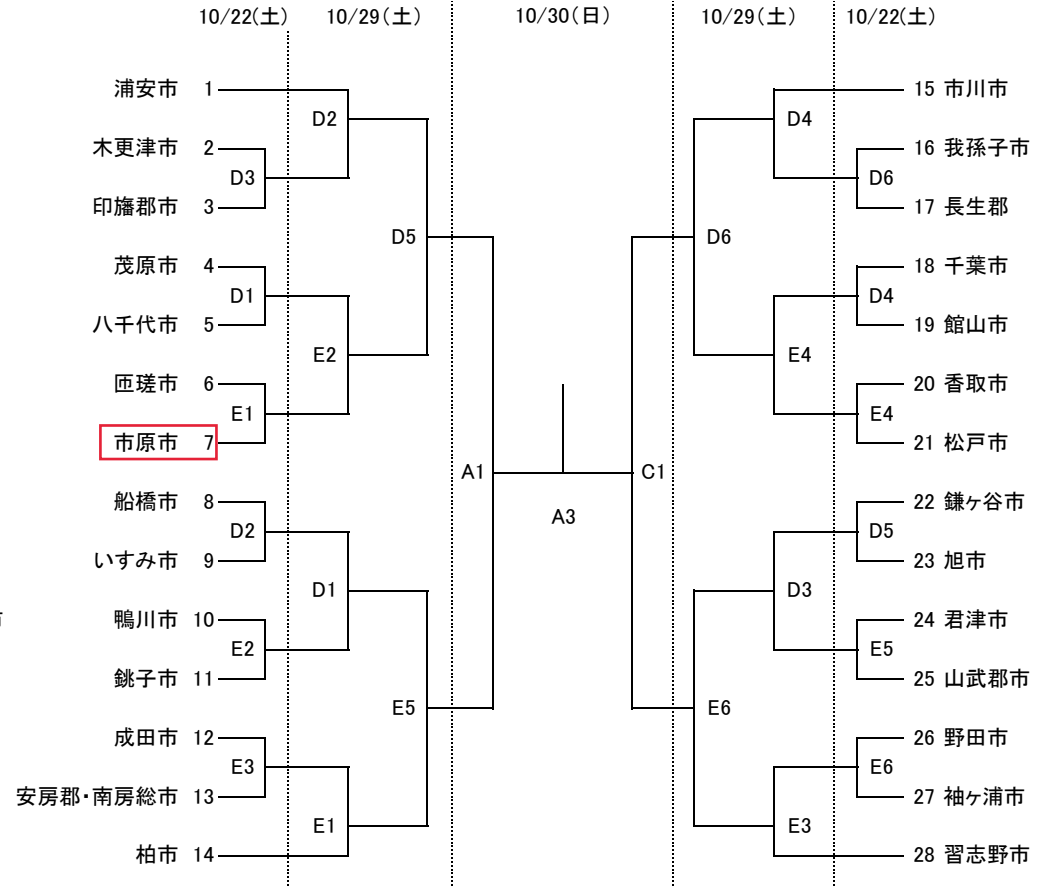 10/22(土) 10/29(土) 10/30(日) 10/29(土) 10/22(土)
浦安市 1 15 市川市
D2 D4
木更津市 2 16 我孫子市
D3 D6
印旛郡市 3 17 長生郡
D5 D6
茂原市 4 18 千葉市
D1 D4
八千代市 5 19 館山市
E2 E4
匝瑳市 6 20 香取市
E1 E4
市原市 7 21 松戸市
A1 C1
船橋市 8 22 鎌ヶ谷市
A3
D2 D5
いすみ市 9 23 旭市
D1 D3
鴨川市 10 24 君津市
E2 E5
銚子市 11 25 山武郡市
E5 E6
成田市 12 26 野田市
E3 E6
安房郡・南房総市 13 27 袖ヶ浦市
E1 E3
柏市 14 28 習志野市